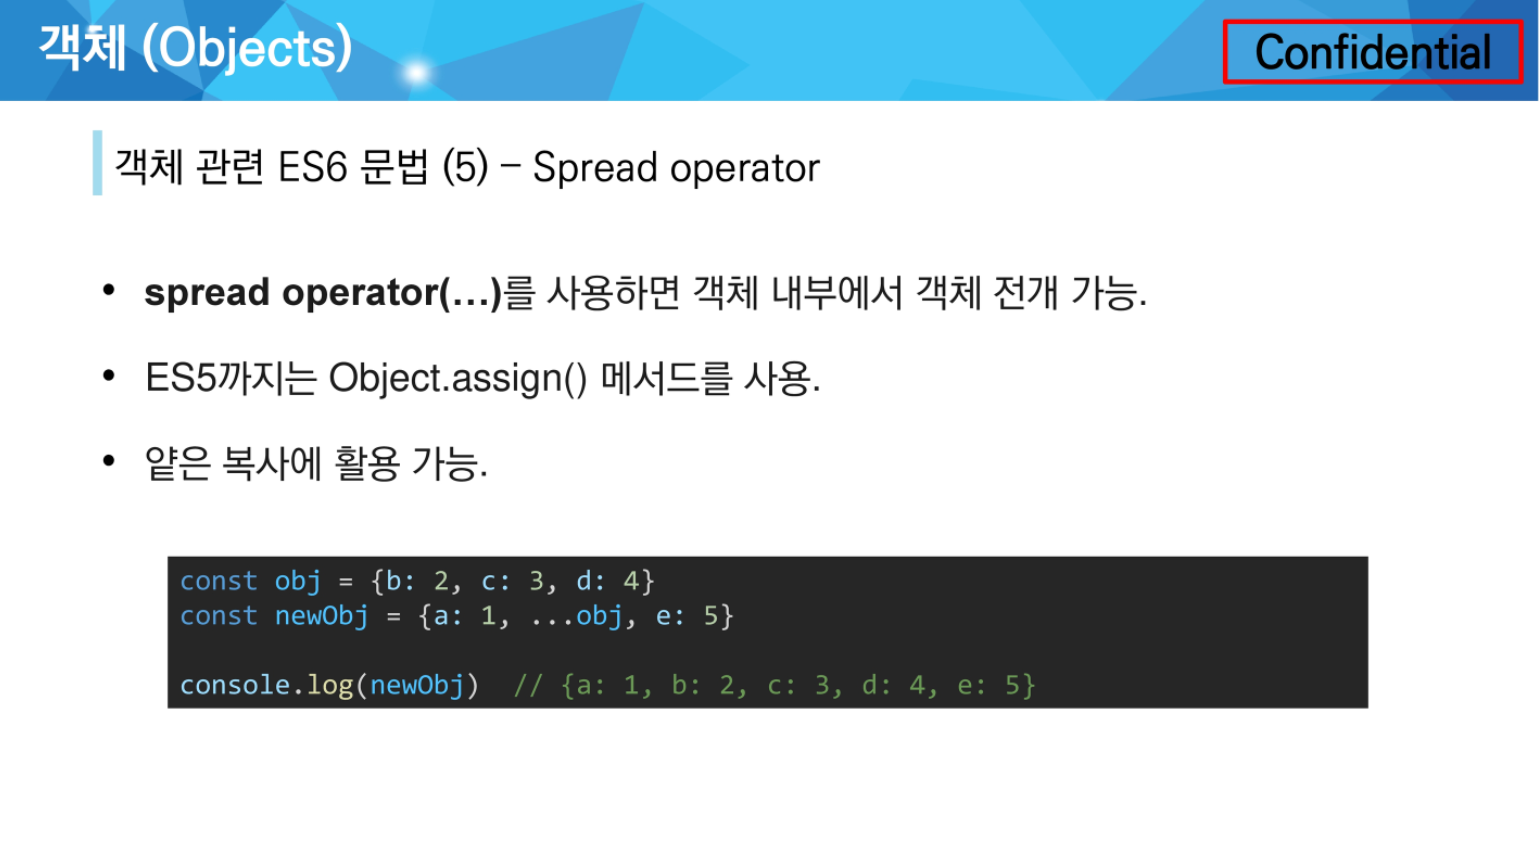 객체 (Objects)
Confidential
객체 관련 ES6 문법 (5) – Spread operator
• spread operator(…)를 사용하면 객체 내부에서 객체 전개 가능.
• ES5까지는 Object.assign() 메서드를 사용.
• 얕은 복사에 활용 가능.
const obj = {b: 2, c: 3, d: 4}
const newObj = {a: 1, ...obj, e: 5}
console.log(newObj)  // {a: 1, b: 2, c: 3, d: 4, e: 5}